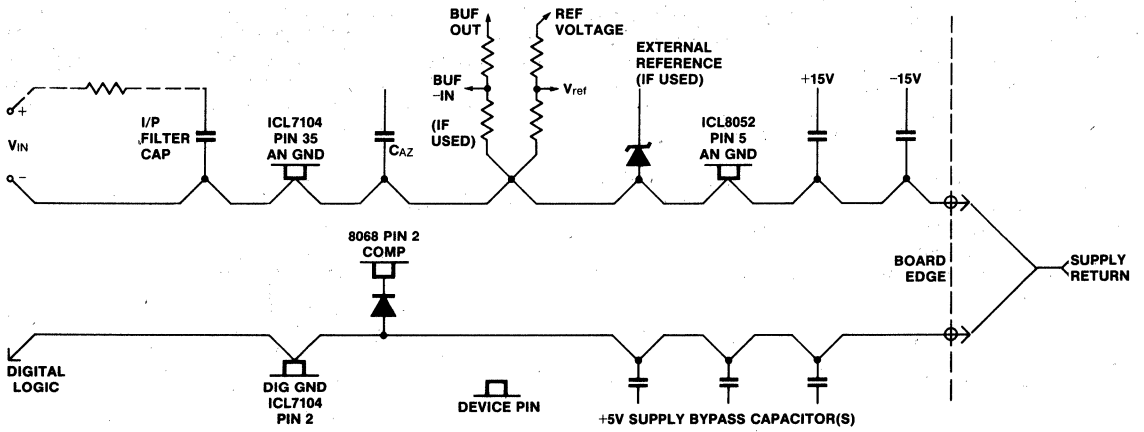 BUF
OUT
REF
VOLTAGE
EXTERNAL
REFERENCE
(IF USED)
+15V
−15V
+
VIN
−
I/P
FILTER
CAP
ICL7104
PIN 35
AN GND
CAZ
BUF
−IN
(IF
USED)
Vref
ICL8052
PIN 5
AN GND
8068 PIN 2
COMP
BOARD
EDGE
SUPPLY
RETURN
DIGITAL
LOGIC
DIG GND
ICL7104
PIN 2
DEVICE PIN
+5V SUPPLY BYPASS CAPACITOR(S)